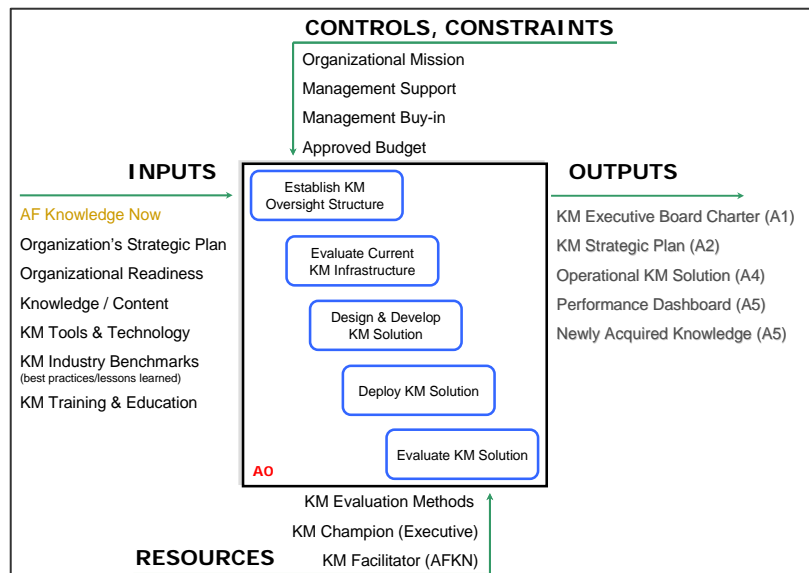 CONTROLS, CONSTRAINTS
Organizational Mission
Management Support
Management Buy-in
Approved Budget
INPUTS
AF Knowledge Now
Organization's Strategic Plan
Organizational Readiness
Knowledge / Content
KM Tools & Technology
KM Industry Benchmarks
(best practices/lessons learned)
KM Training & Education
Establish KM
Oversight Structure
Evaluate Current
KM Infrastructure
Design & Develop
KM Solution
Deploy KM Solution
Evaluate KM Solution
A0
OUTPUTS
KM Executive Board Charter (A1)
KM Strategic Plan (A2)
Operational KM Solution (A4)
Performance Dashboard (A5)
Newly Acquired Knowledge (A5)
KM Evaluation Methods
KM Champion (Executive)
RESOURCES
KM Facilitator (AFKN)